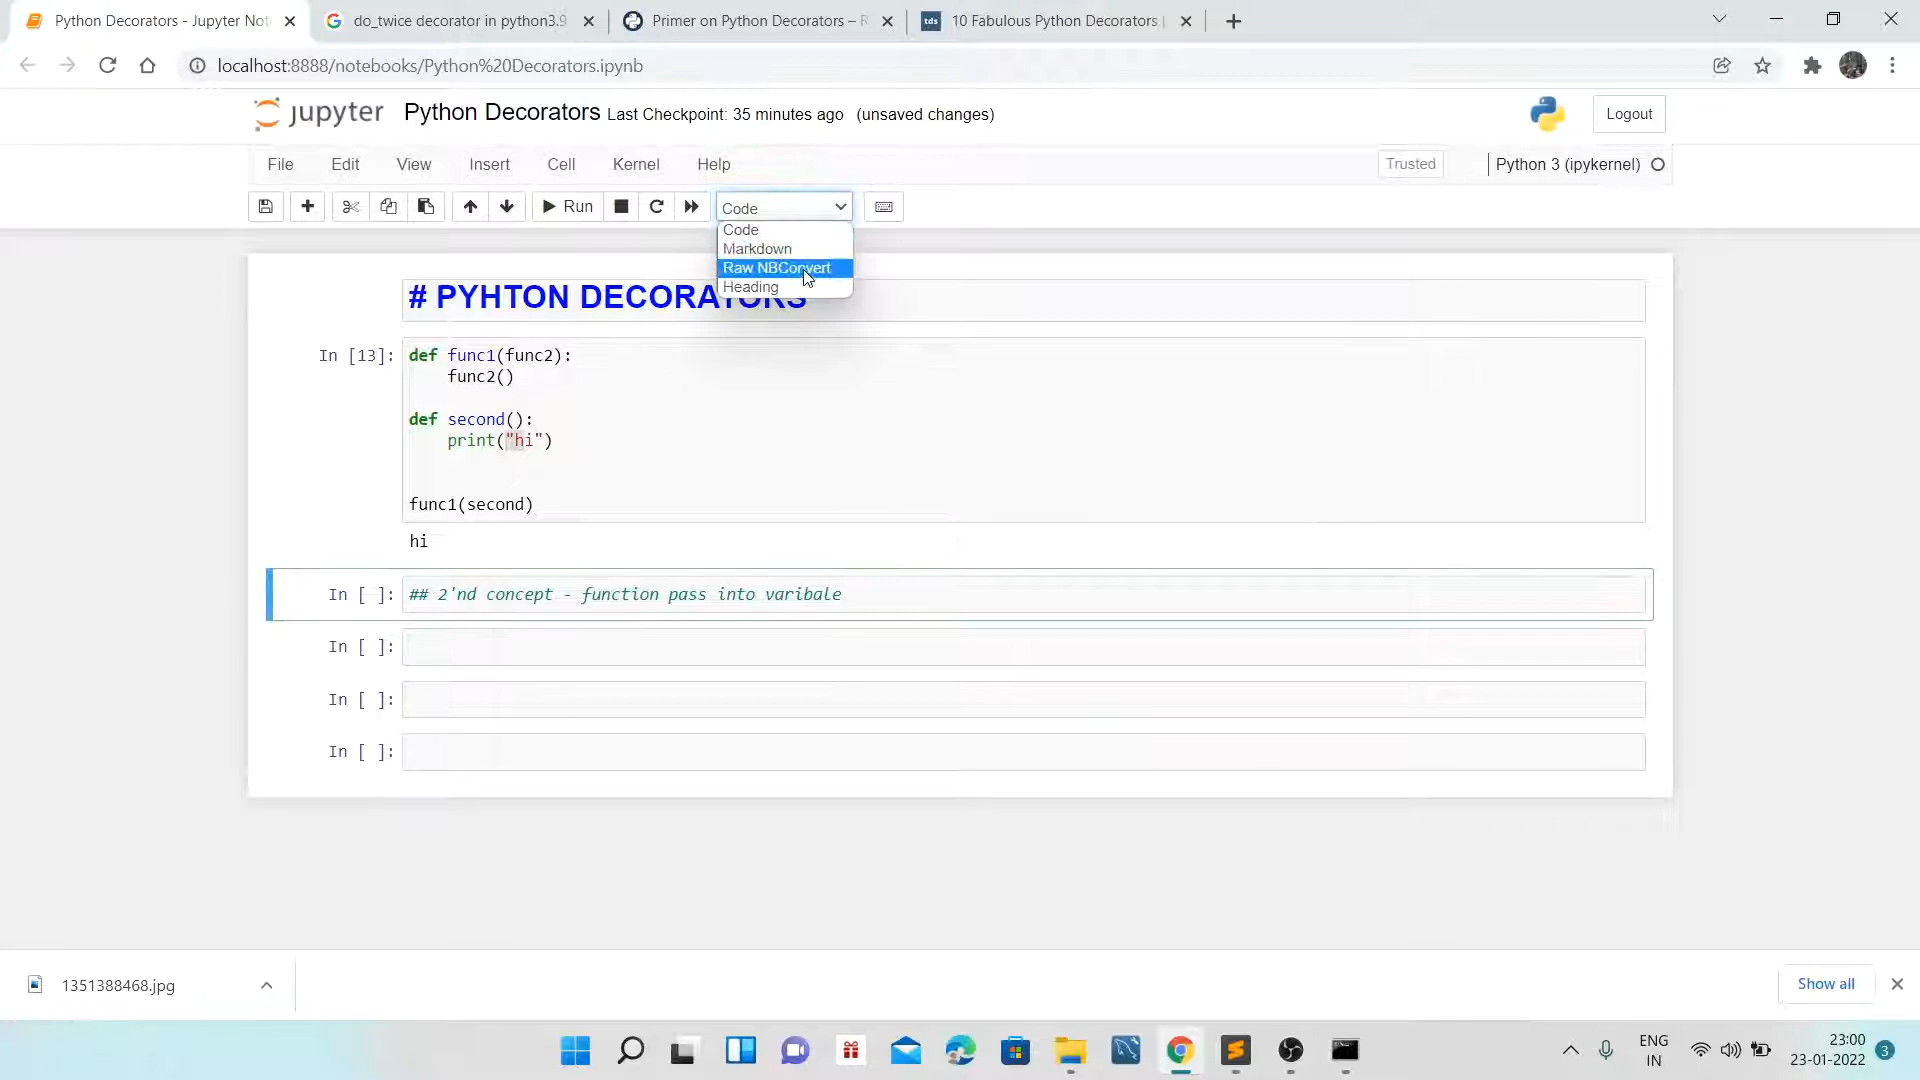 Python Decorators - Jupyter Not
do_twice decorator in python3.9
Primer on Python Decorators – R
tds
10 Fabulous Python Decorators |
localhost:8888/notebooks/Python%20Decorators.ipynb
jupyter
Python Decorators
Last Checkpoint: 35 minutes ago (unsaved changes)
Logout
File
Edit
View
Insert
Cell
Kernel
Help
Trusted
Python 3 (ipykernel)
Run
Code
Code
Markdown
Raw NBConvert
Heading
# PYHTON DECORATORS
In [13]:
def func1(func2):
    func2()
def second():
    print("hi")
func1(second)
hi
In [ ]:
## 2'nd concept - function pass into varibale
In [ ]:
In [ ]:
In [ ]:
1351388468.jpg
Show all
ENG
IN
23:00
23-01-2022
3